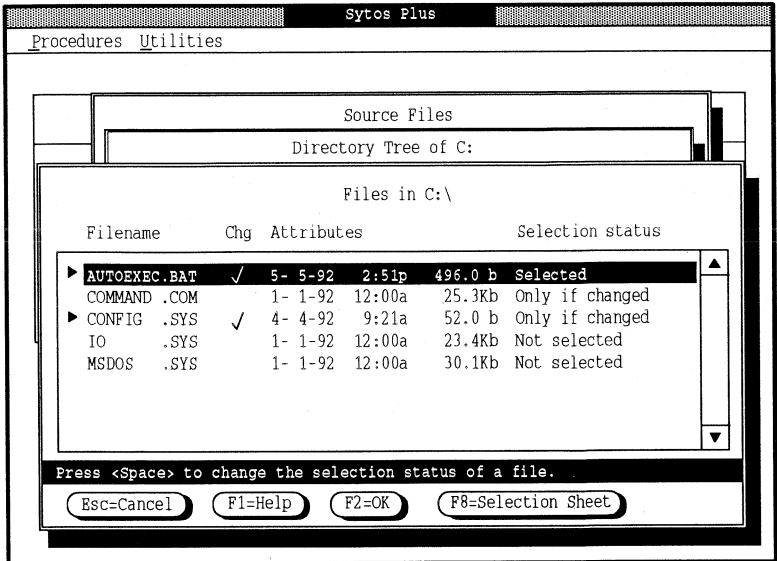 Sytos Plus
Procedures Utilities
Source Files
Directory Tree of C:
Files in C:\
Filename Chg Attributes Selection status
▶ AUTOEXEC.BAT √ 5- 5-92 2:51p 496.0 b Selected
COMMAND .COM 1- 1-92 12:00a 25.3Kb Only if changed
▶ CONFIG .SYS √ 4- 4-92 9:21a 52.0 b Only if changed
IO .SYS 1- 1-92 12:00a 23.4Kb Not selected
MSDOS .SYS 1- 1-92 12:00a 30.1Kb Not selected
Press <Space> to change the selection status of a file.
Esc=Cancel F1=Help F2=OK F8=Selection Sheet